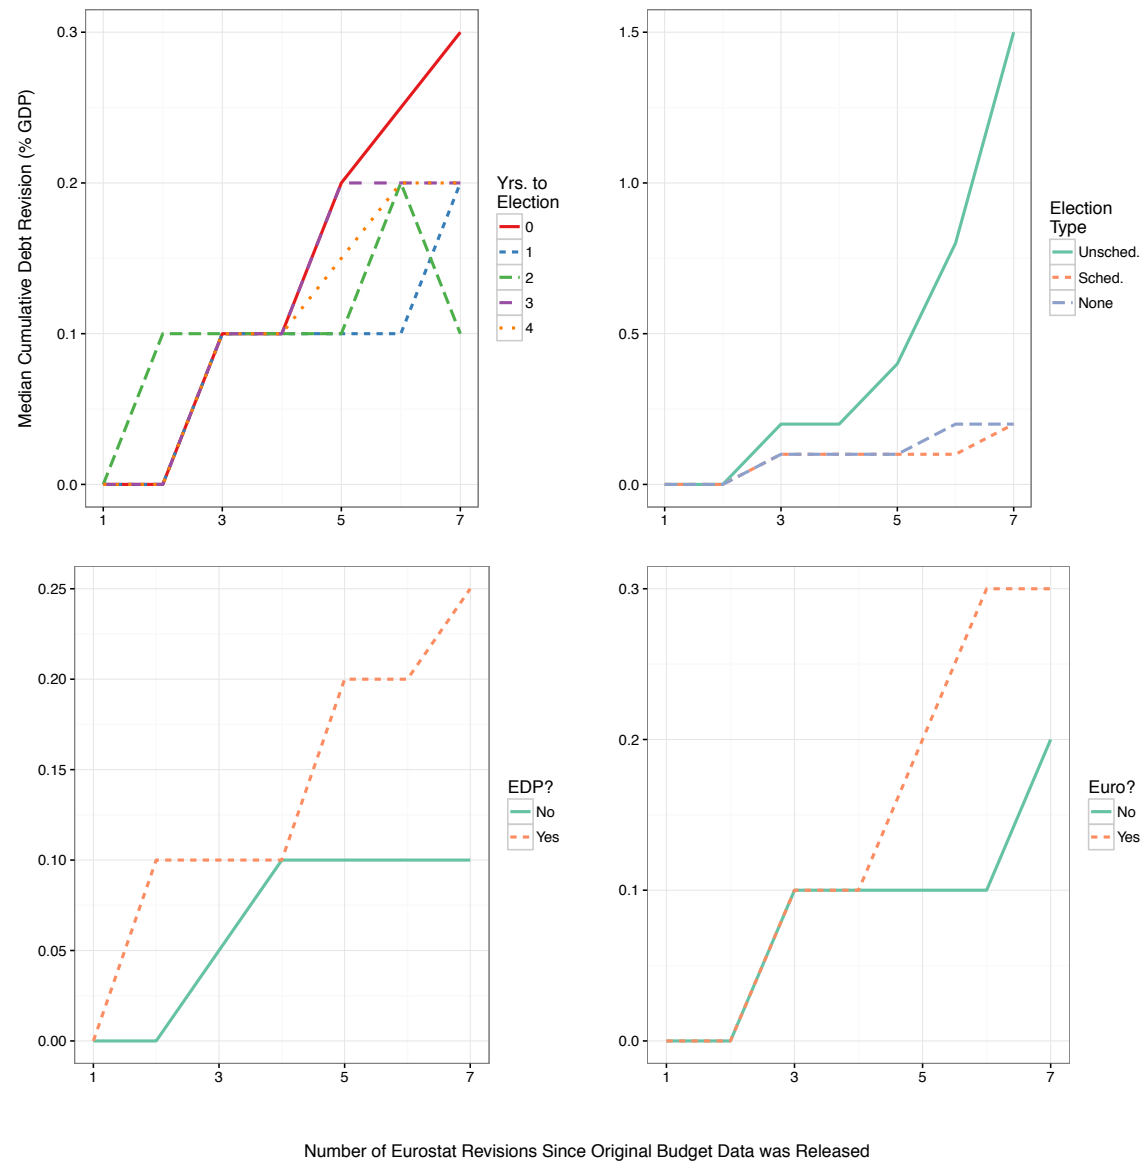 Median Cumulative Debt Revision (% GDP)
0.3
0.2
0.1
0.0
1
3
5
7
Yrs. to
Election
0
1
2
3
4
1.5
1.0
0.5
0.0
1
3
5
7
Election
Type
Unsched.
Sched.
None
0.25
0.20
0.15
0.10
0.05
0.00
1
3
5
7
EDP?
No
Yes
0.3
0.2
0.1
0.0
1
3
5
7
Euro?
No
Yes
Number of Eurostat Revisions Since Original Budget Data was Released